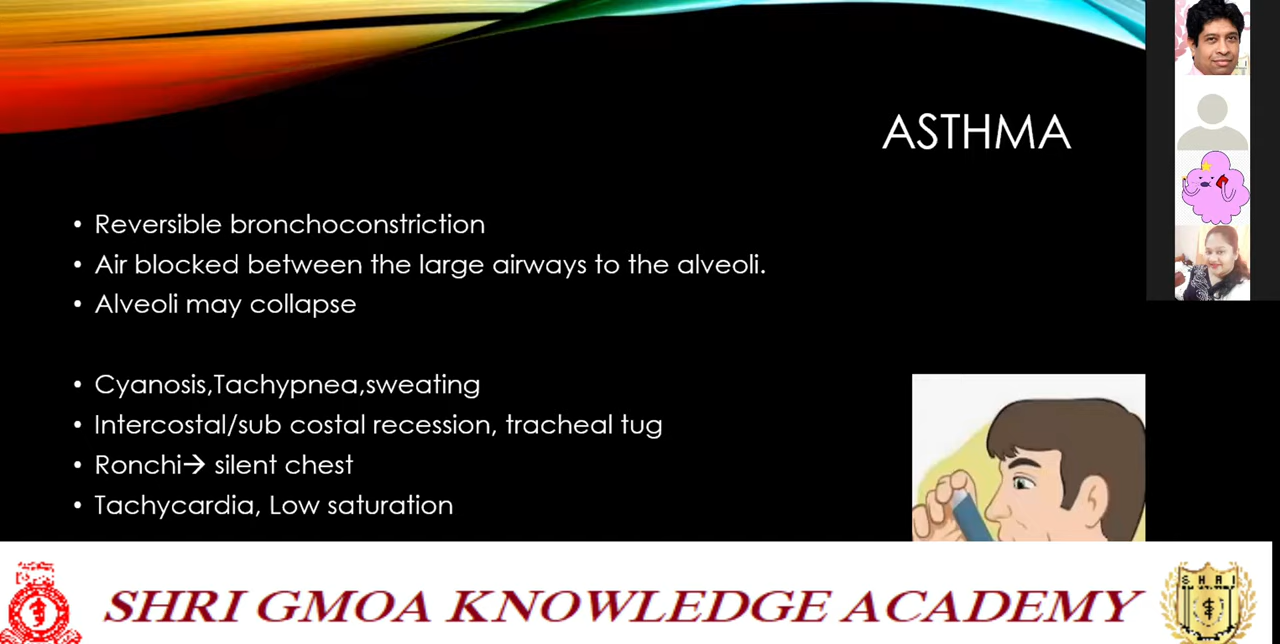 ASTHMA
• Reversible bronchoconstriction
• Air blocked between the large airways to the alveoli.
• Alveoli may collapse
• Cyanosis,Tachypnea,sweating
• Intercostal/sub costal recession, tracheal tug
• Ronchi→ silent chest
• Tachycardia, Low saturation
SHRI GMOA KNOWLEDGE ACADEMY
S H R I